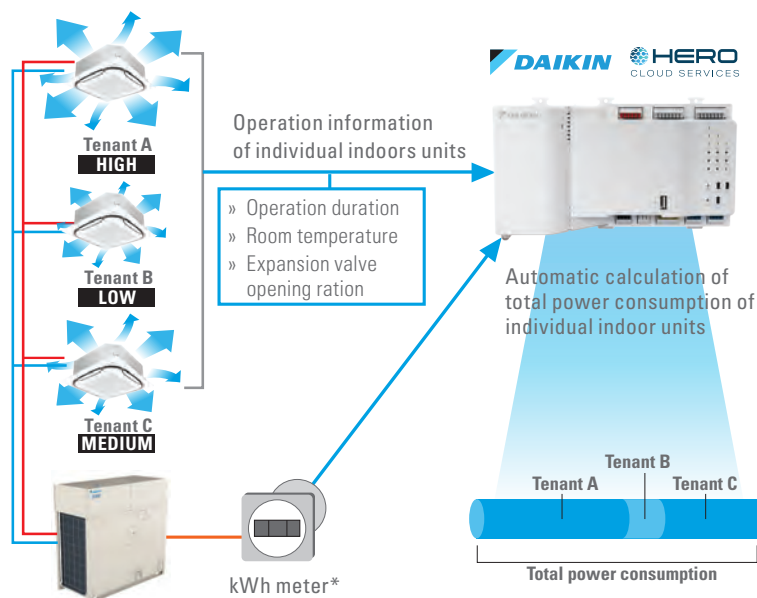 DAIKIN
HERO
CLOUD SERVICES
Tenant A
HIGH
Tenant B
LOW
Tenant C
MEDIUM
Operation information
of individual indoors units
» Operation duration
» Room temperature
» Expansion valve
opening ration
Automatic calculation of
total power consumption of
individual indoor units
kWh meter*
Tenant A
Tenant B
Tenant C
Total power consumption